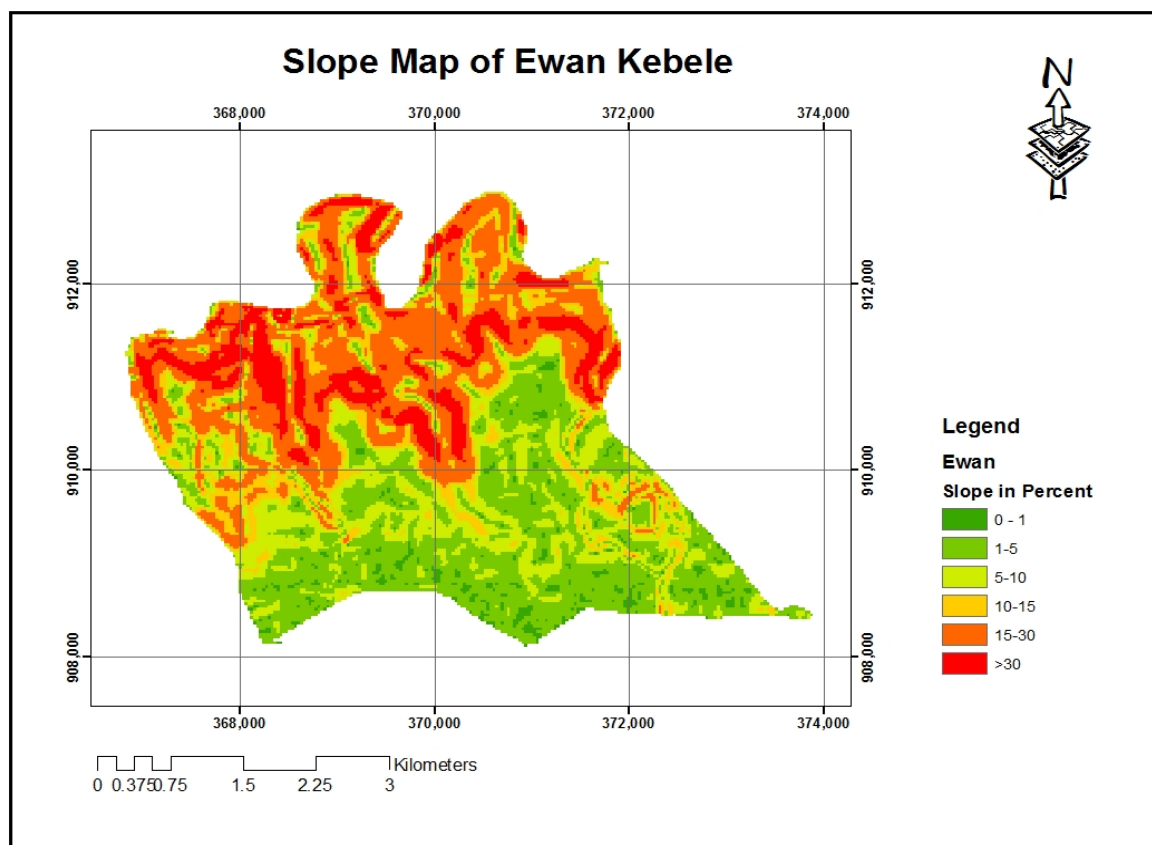 Slope Map of Ewan Kebele
N
368,000 370,000 372,000 374,000
912,000 912,000
910,000 910,000
908,000 908,000
368,000 370,000 372,000 374,000
Legend
Ewan
Slope in Percent
0 - 1
1-5
5-10
10-15
15-30
>30
Kilometers
0 0.375 0.75 1.5 2.25 3